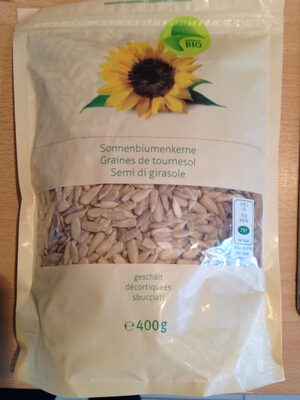 BIO
Sonnenblumenkerne
Graines de tournesol
Semi di girasole
geschält
décortiquées
sbucciati
℮400g